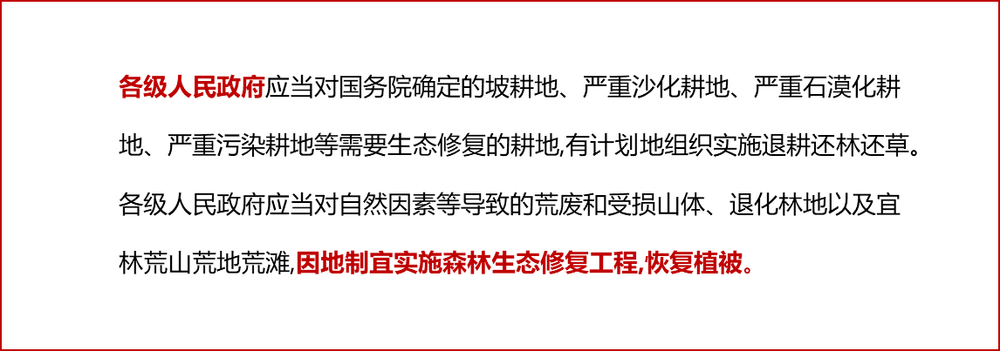 各级人民政府应当对国务院确定的坡耕地、严重沙化耕地、严重石漠化耕
地、严重污染耕地等需要生态修复的耕地,有计划地组织实施退耕还林还草。
各级人民政府应当对自然因素等导致的荒废和受损山体、退化林地以及宜
林荒山荒地荒滩,因地制宜实施森林生态修复工程,恢复植被。